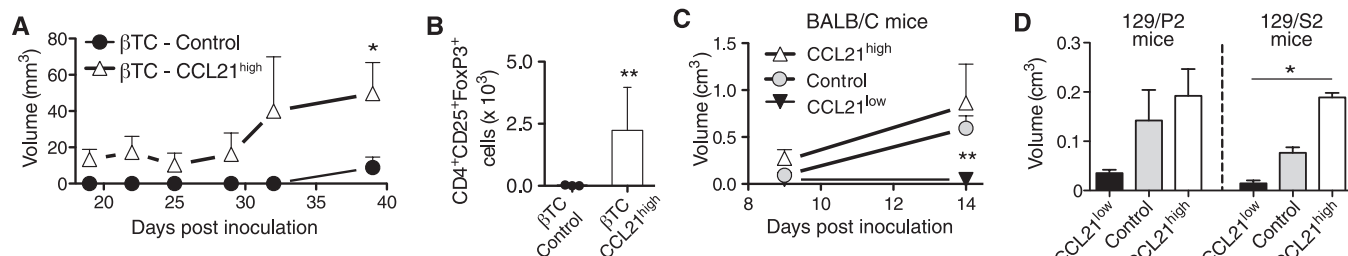 A
βTC - Control
βTC - CCL21high
*
80
60
40
20
0
Volume (mm3)
20 25 30 35 40
Days post inoculation
B
CD4+CD25+FoxP3+
cells (x 103)
5.0
2.5
0.0
**
βTC
Control
βTC
CCL21high
C
BALB/C mice
CCL21high
Control
CCL21low
**
1.5
1.0
0.5
0.0
Volume (cm3)
8 10 12 14
Days post inoculation
D
129/P2
mice
129/S2
mice
*
0.3
0.2
0.1
0
Volume (cm3)
CCL21low
Control
CCL21high
CCL21low
Control
CCL21high